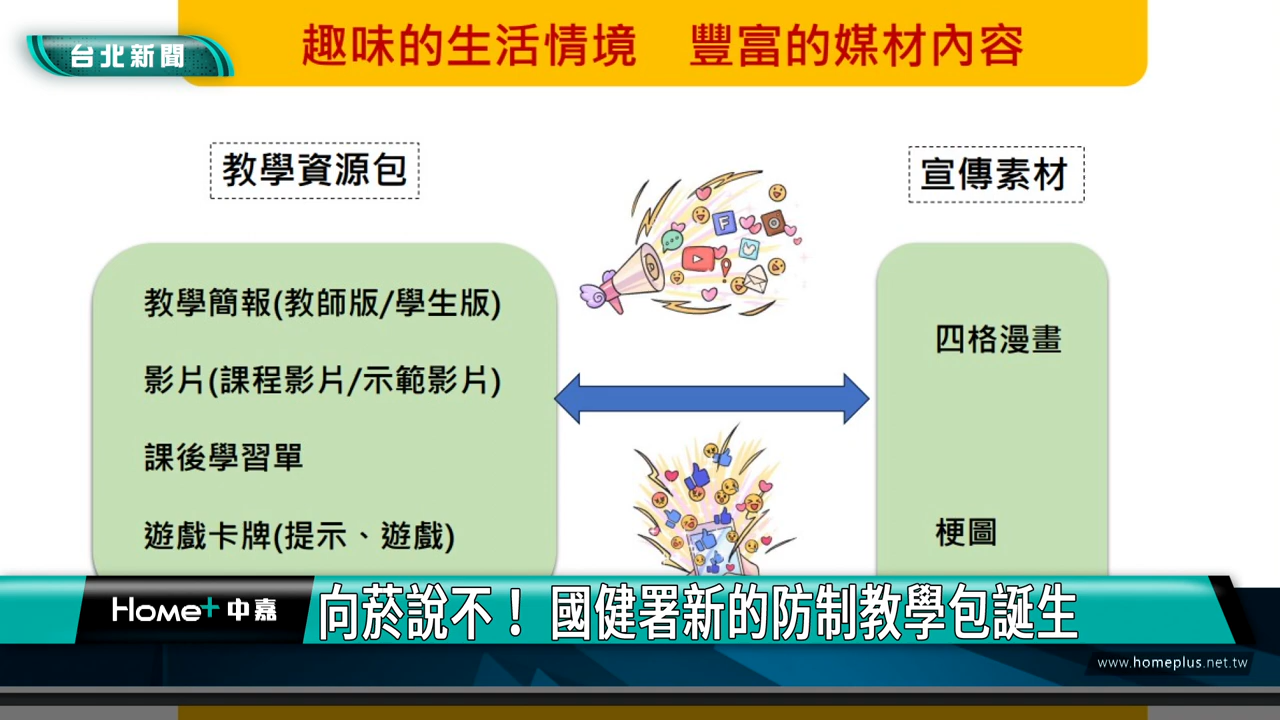 台北新聞
趣味的生活情境 豐富的媒材內容
教學資源包
宣傳素材
教學簡報(教師版/學生版)
影片(課程影片/示範影片)
課後學習單
遊戲卡牌(提示、遊戲)
四格漫畫
梗圖
Home+中嘉
向菸說不! 國健署新的防制教學包誕生
www.homeplus.net.tw